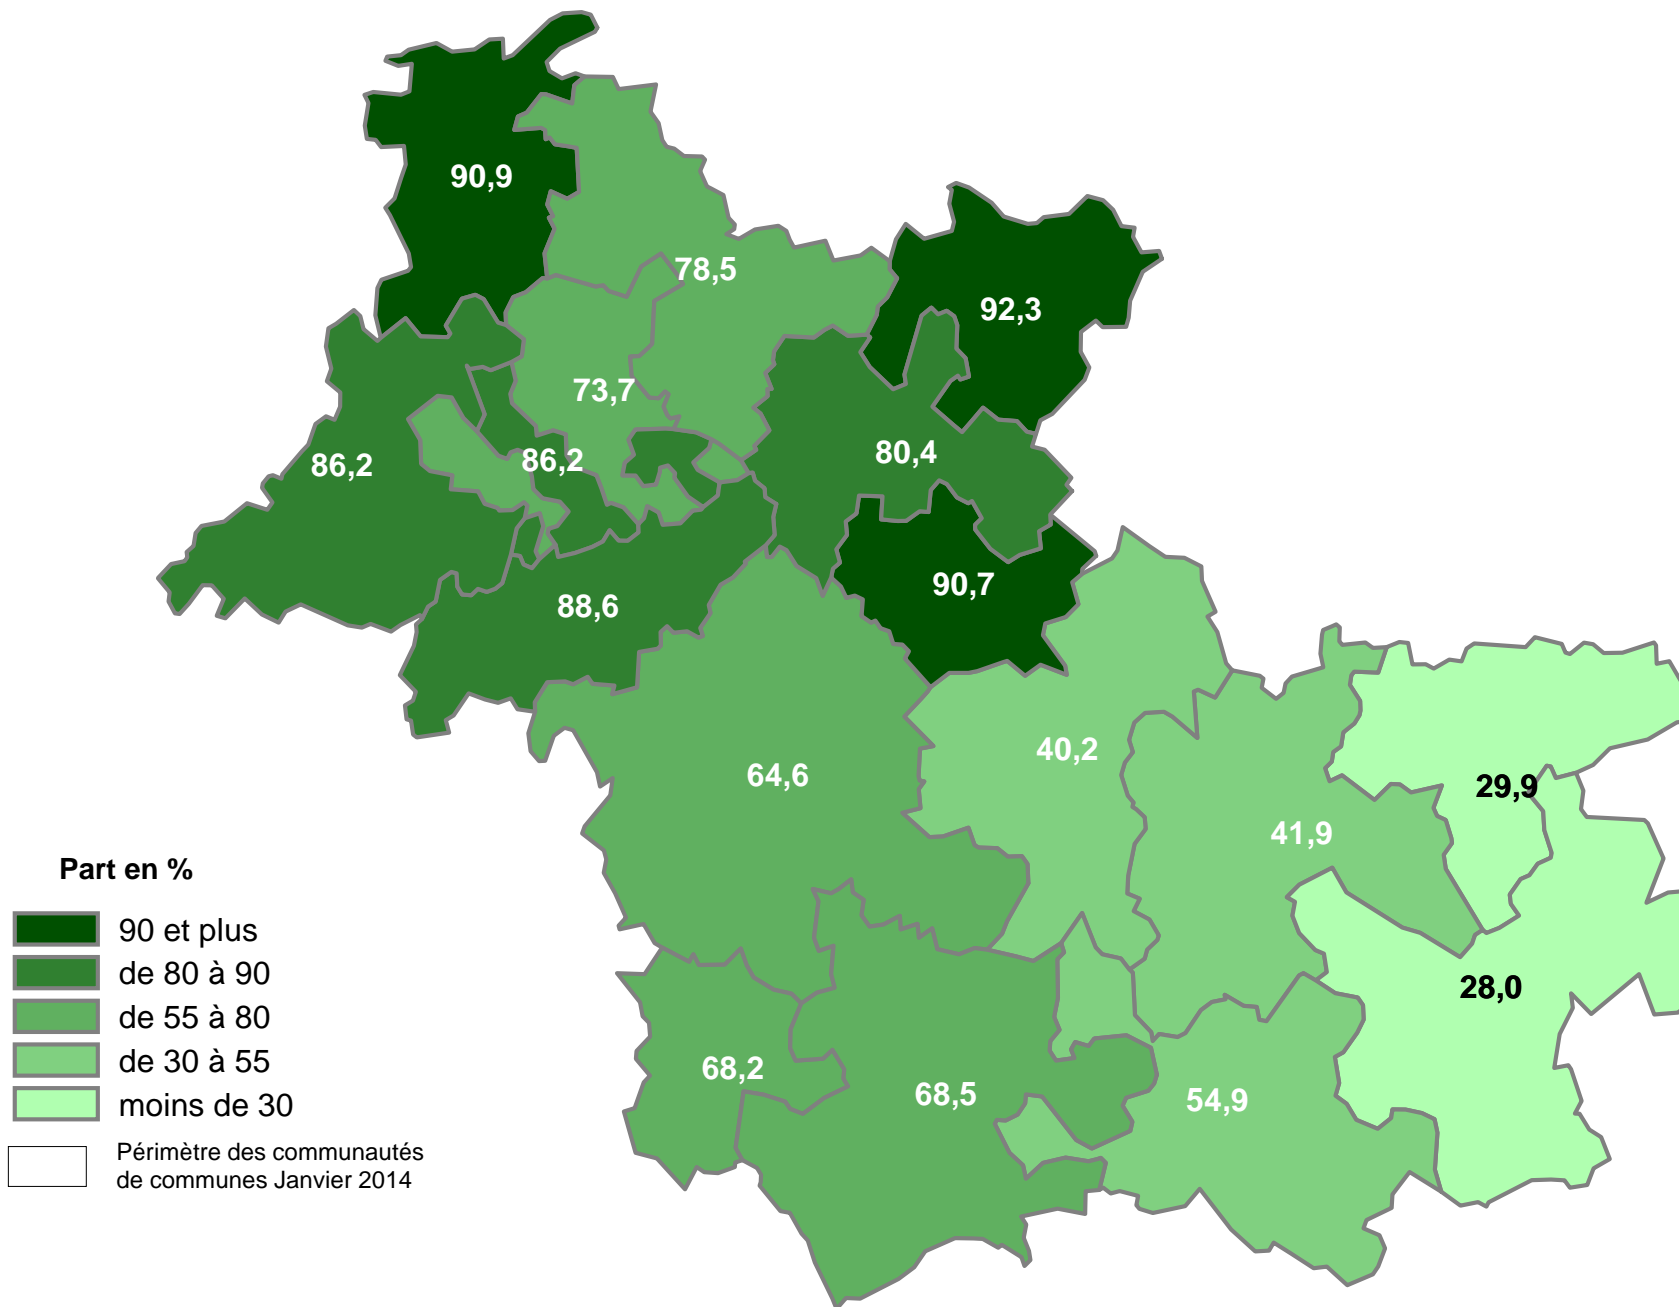 90,9
78,5
92,3
73,7
86,2
86,2
80,4
90,7
88,6
64,6
40,2
29,9
41,9
28,0
68,2
68,5
54,9
Part en %
90 et plus
de 80 à 90
de 55 à 80
de 30 à 55
moins de 30
Périmètre des communautés
de communes Janvier 2014